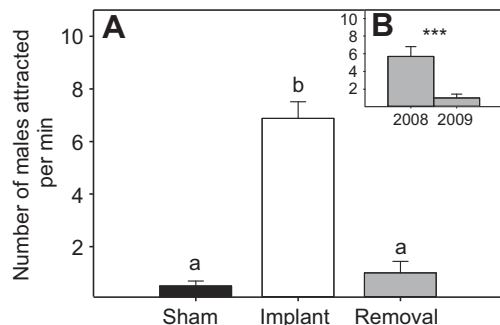 Number of males attracted
per min
A
10
8
6
4
2
a
b
a
Sham Implant Removal
B
10
8
6
4
2
***
2008 2009